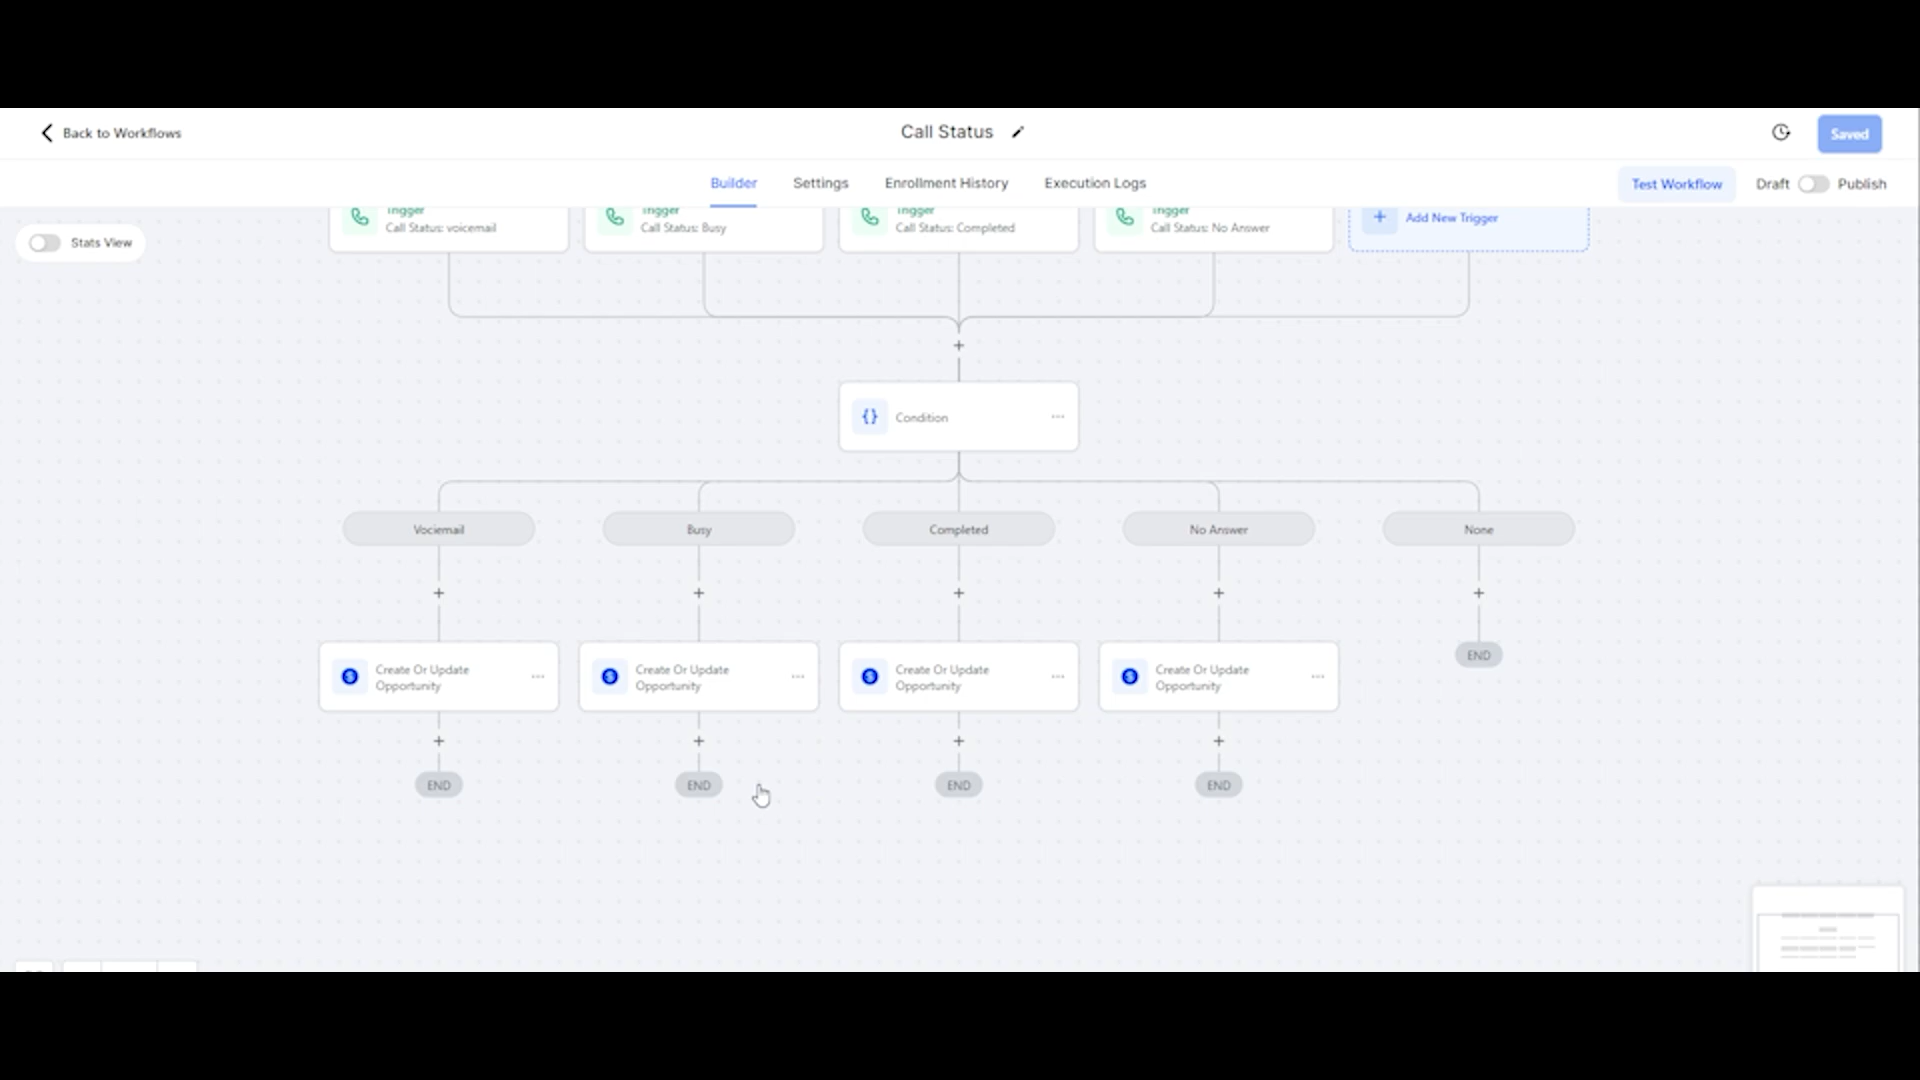 Back to Workflows
Call Status
Saved
Builder
Settings
Enrollment History
Execution Logs
Test Workflow
Draft
Publish
Stats View
Trigger
Call Status: voicemail
Trigger
Call Status: Busy
Trigger
Call Status: Completed
Trigger
Call Status: No Answer
Add New Trigger
Condition
Vociemail
Busy
Completed
No Answer
None
Create Or Update
Opportunity
Create Or Update
Opportunity
Create Or Update
Opportunity
Create Or Update
Opportunity
END
END
END
END
END